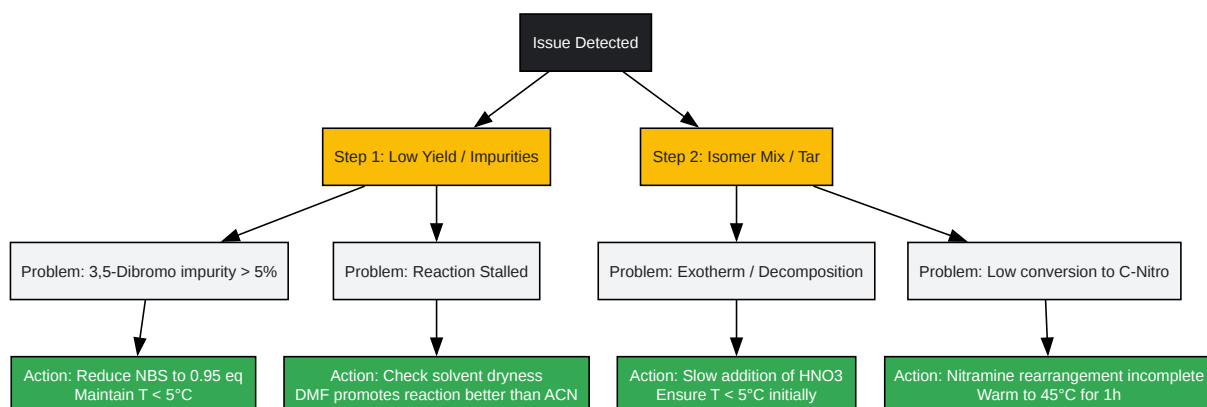 Issue Detected
Step 1: Low Yield / Impurities
Step 2: Isomer Mix / Tar
Problem: 3,5-Dibromo impurity > 5%
Problem: Reaction Stalled
Problem: Exotherm / Decomposition
Problem: Low conversion to C-Nitro
Action: Reduce NBS to 0.95 eq
Maintain T < 5°C
Action: Check solvent dryness
DMF promotes reaction better than ACN
Action: Slow addition of HNO3
Ensure T < 5°C initially
Action: Nitramine rearrangement incomplete
Warm to 45°C for 1h